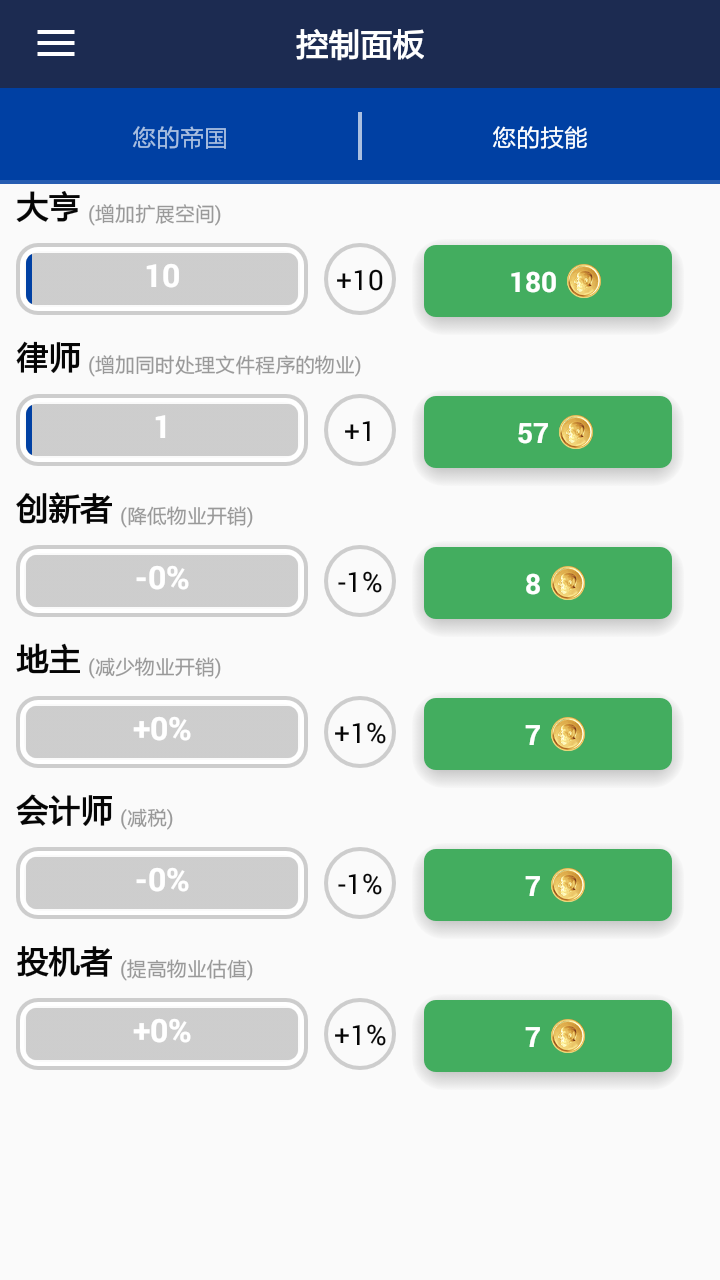 控制面板
您的帝国
您的技能
大亨 (增加扩展空间)
10 +10 180
律师 (增加同时处理文件程序的物业)
1 +1 57
创新者 (降低物业开销)
-0% -1% 8
地主 (减少物业开销)
+0% +1% 7
会计师 (减税)
-0% -1% 7
投机者 (提高物业估值)
+0% +1% 7